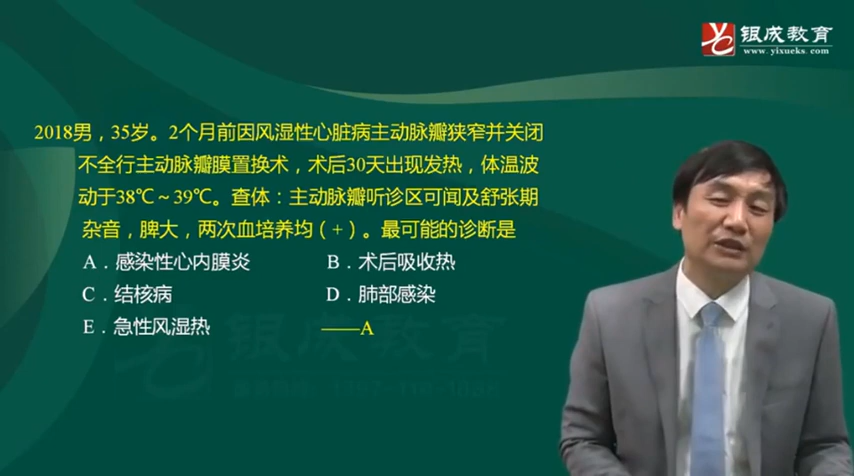 银成教育
www.yixueks.com
2018男，35岁。2个月前因风湿性心脏病主动脉瓣狭窄并关闭
不全行主动脉瓣膜置换术，术后30天出现发热，体温波
动于38℃～39℃。查体：主动脉瓣听诊区可闻及舒张期
杂音，脾大，两次血培养均（+）。最可能的诊断是
A．感染性心内膜炎 B．术后吸收热
C．结核病 D．肺部感染
E．急性风湿热 ——A
银成教育